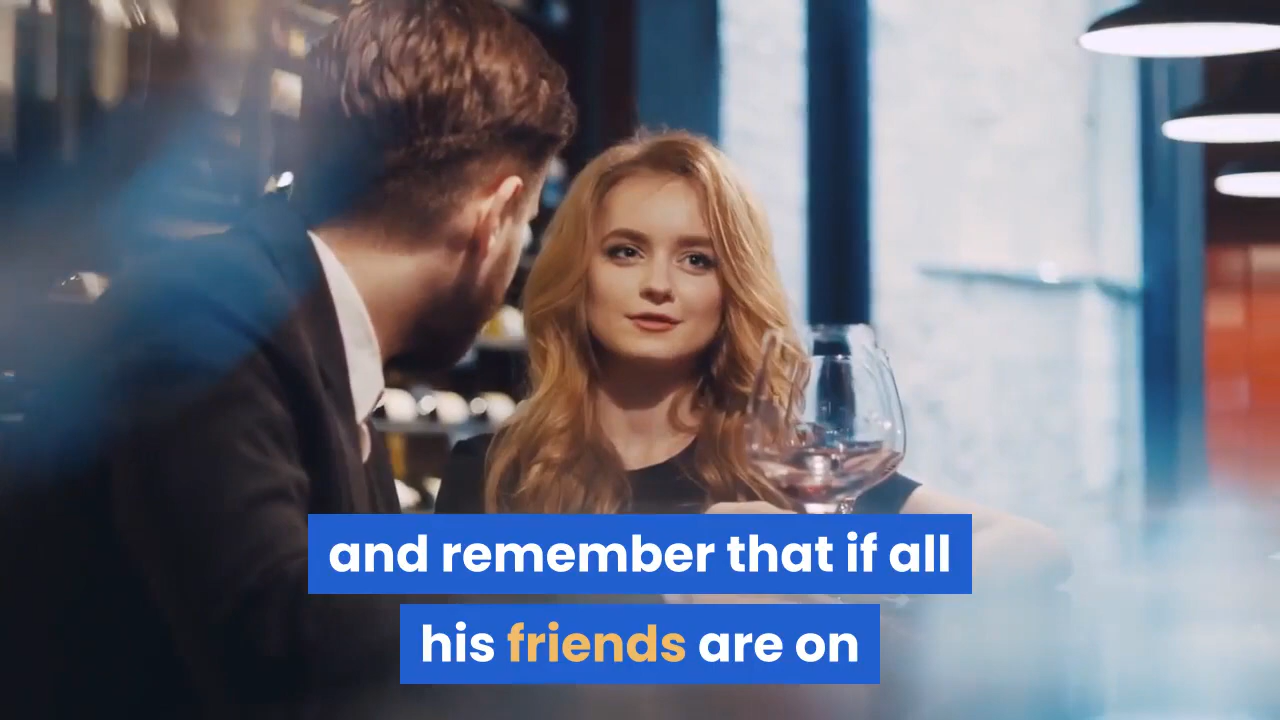 and remember that if all
his friends are on